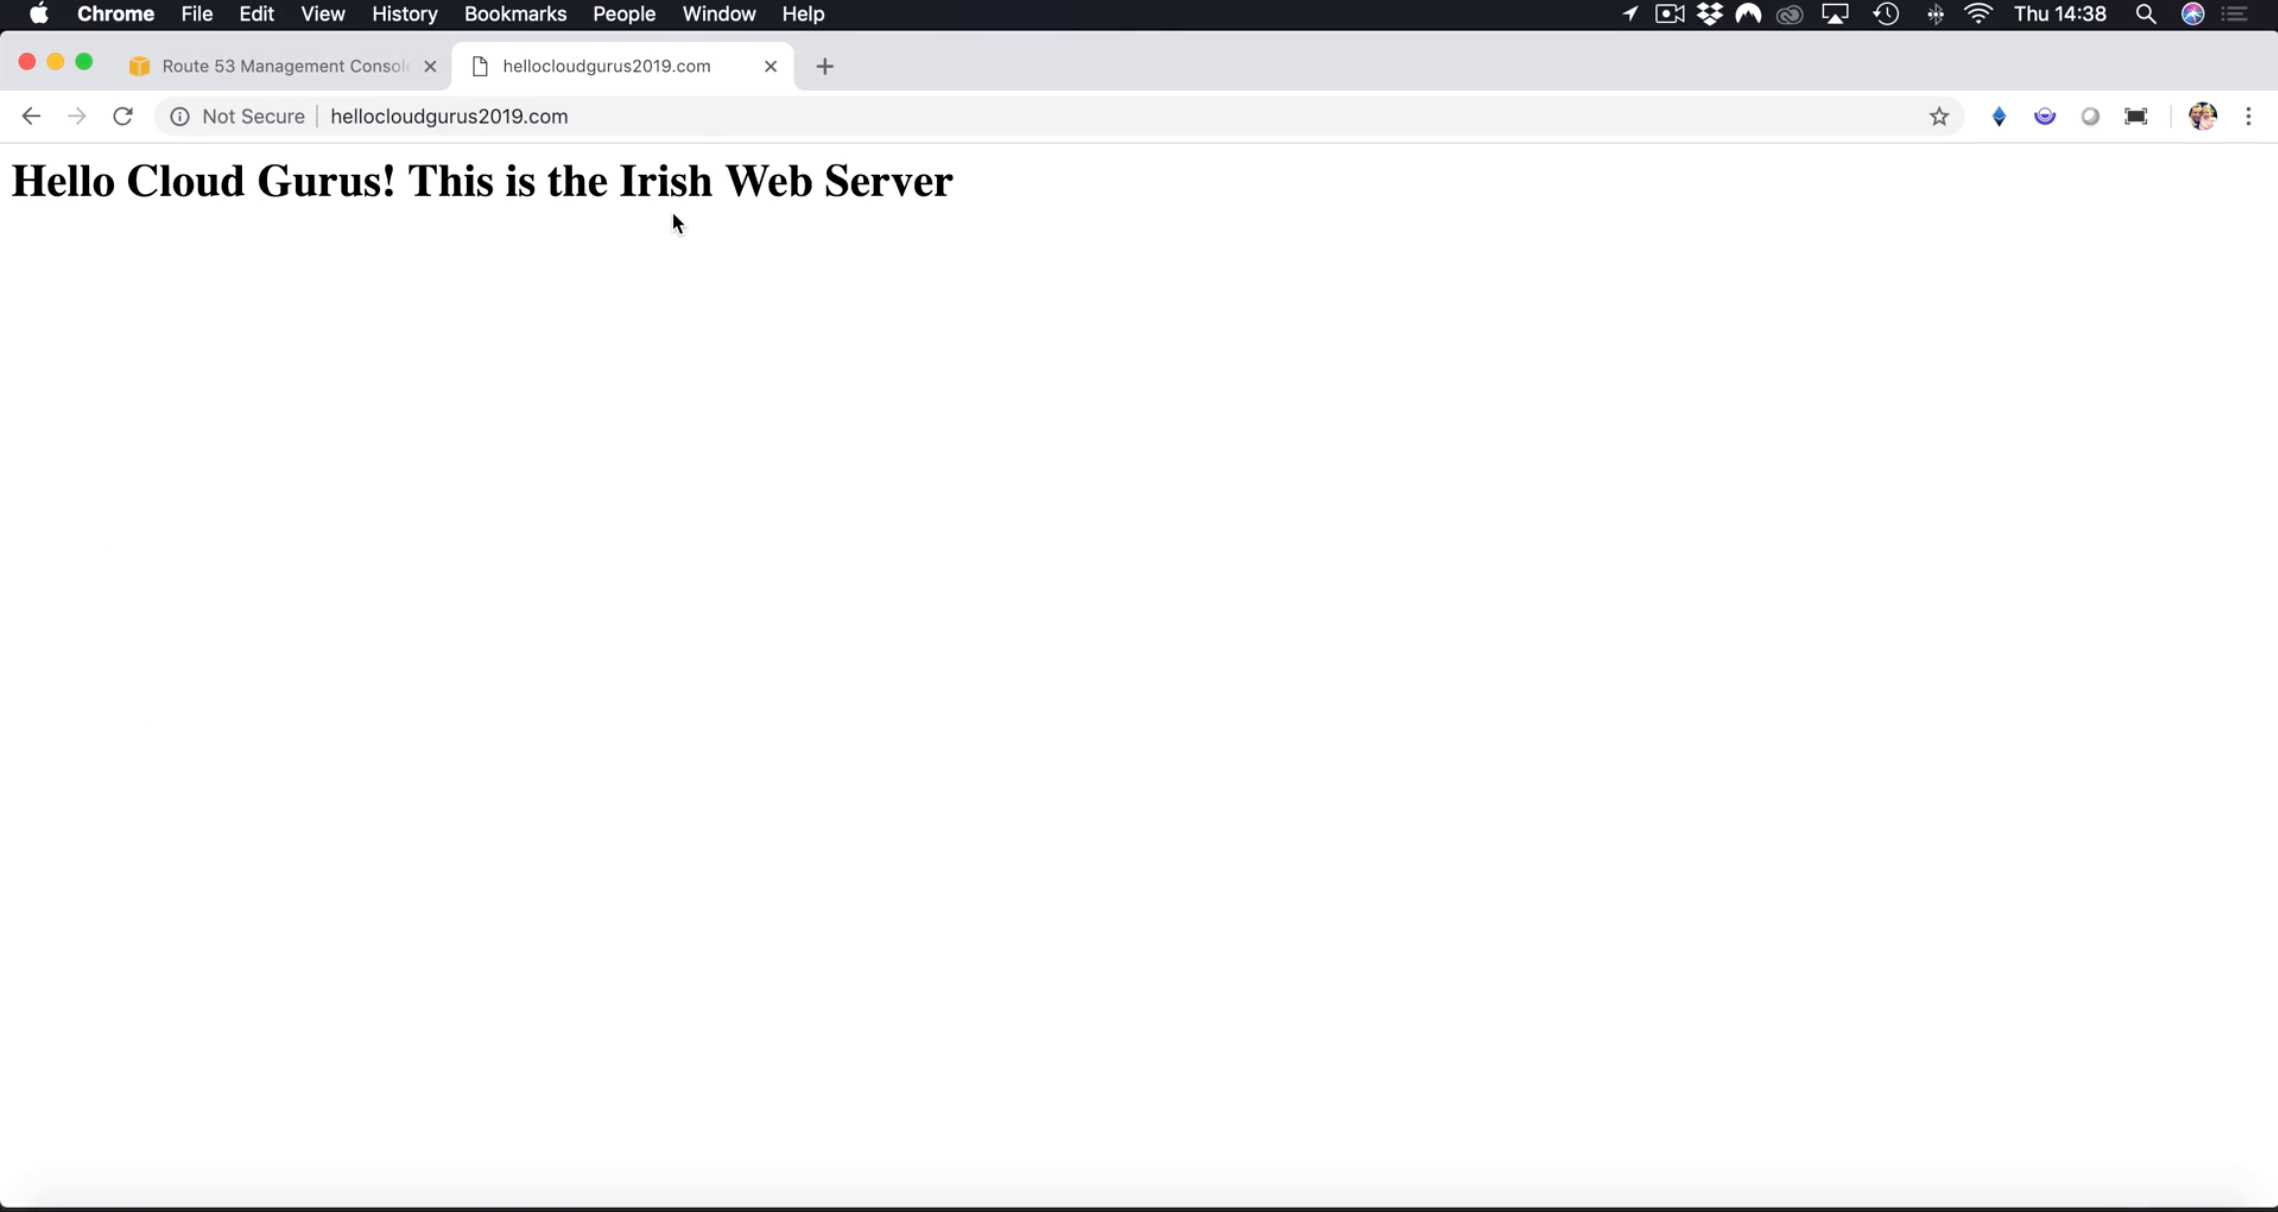 Chrome File Edit View History Bookmarks People Window Help Thu 14:38
Route 53 Management Consol hellocloudgurus2019.com
Not Secure hellocloudgurus2019.com
Hello Cloud Gurus! This is the Irish Web Server